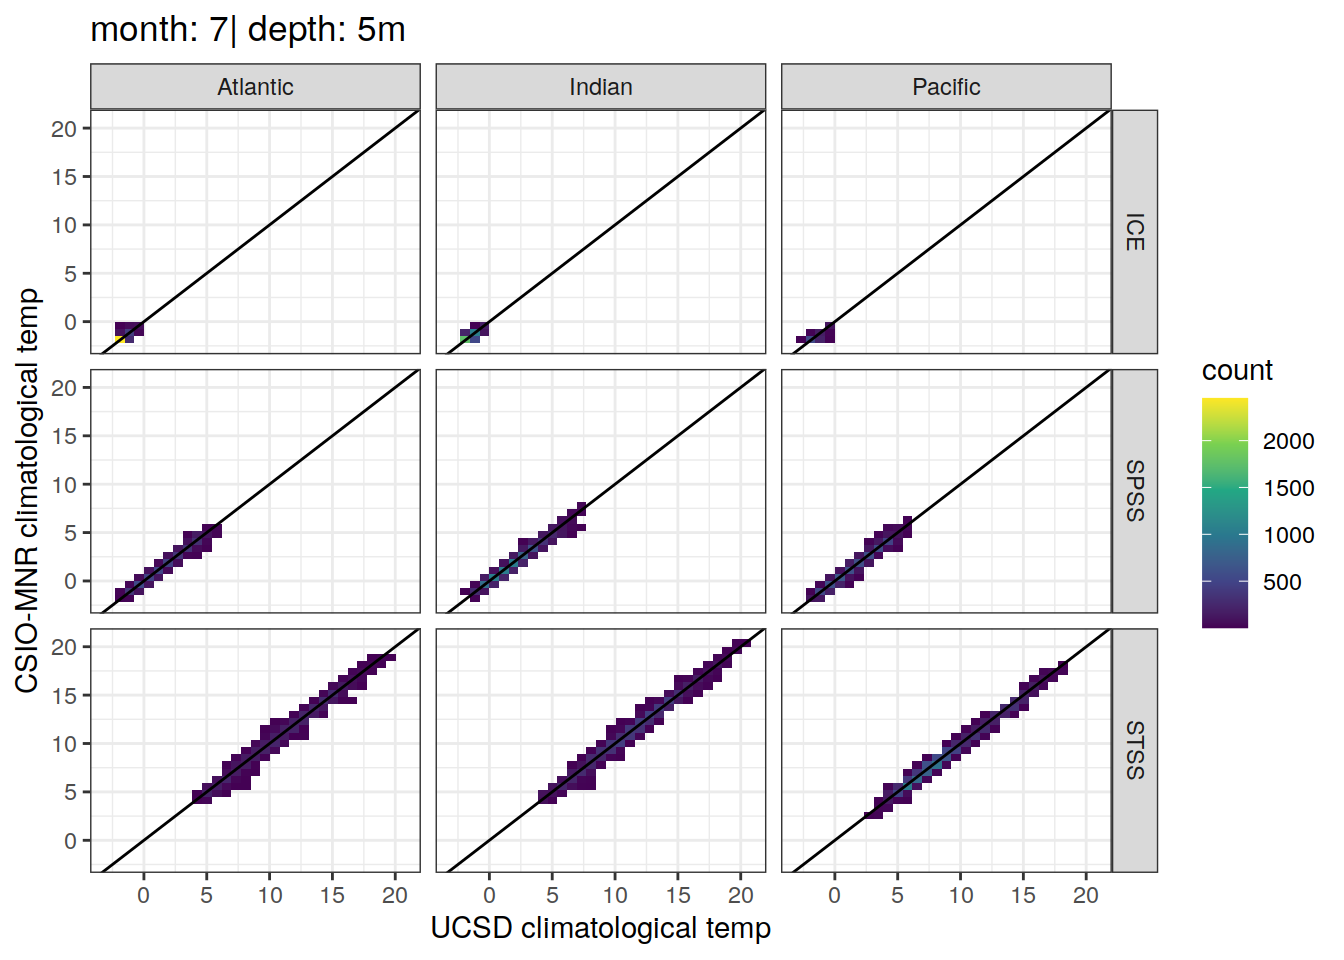 month: 7| depth: 5m
Atlantic
Indian
Pacific
20
15
10
5
0
ICE
20
15
10
5
0
SPSS
20
15
10
5
0
STSS
0 5 10 15 20
0 5 10 15 20
0 5 10 15 20
UCSD climatological temp
CSIO-MNR climatological temp
count
2000
1500
1000
500